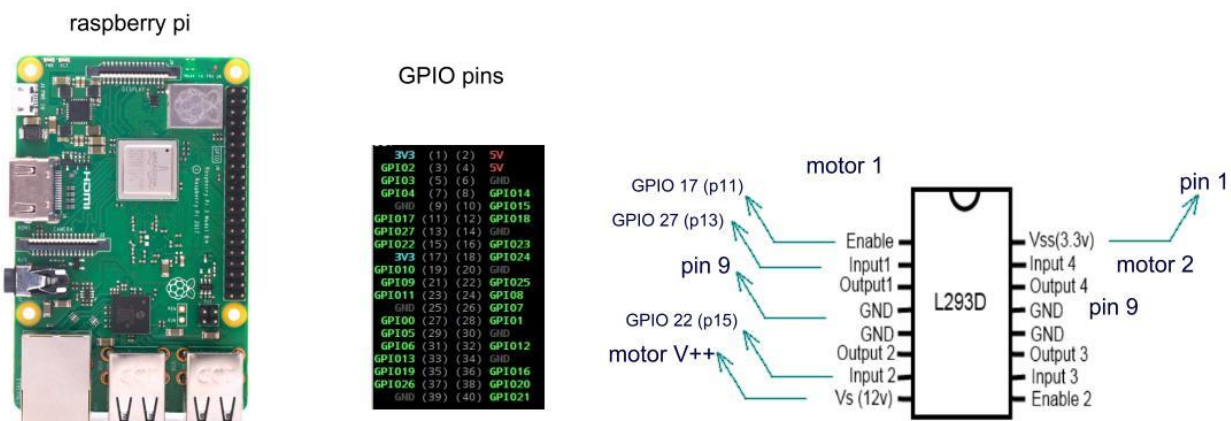 raspberry pi
HDMI
GPIO pins
3V3 (1) (2) 5V
GPIO2 (3) (4) 5V
GPIO3 (5) (6) GND
GPIO4 (7) (8) GPIO14
GND (9) (10) GPIO15
GPIO17 (11) (12) GPIO18
GPIO27 (13) (14) GND
GPIO22 (15) (16) GPIO23
3V3 (17) (18) GPIO24
GPIO10 (19) (20) GND
GPIO9 (21) (22) GPIO25
GPIO11 (23) (24) GPIO8
GND (25) (26) GPIO7
GPIO0 (27) (28) GPIO1
GPIO5 (29) (30) GND
GPIO6 (31) (32) GPIO12
GPIO13 (33) (34) GND
GPIO19 (35) (36) GPIO16
GPIO26 (37) (38) GPIO20
GND (39) (40) GPIO21
motor 1
GPIO 17 (p11)
GPIO 27 (p13)
pin 9
GPIO 22 (p15)
motor V++
Enable
Input1
Output1
GND
GND
Output 2
Input 2
Vs (12v)
L293D
Vss(3.3v)
Input 4
Output 4
GND
GND
Output 3
Input 3
Enable 2
pin 1
motor 2
pin 9